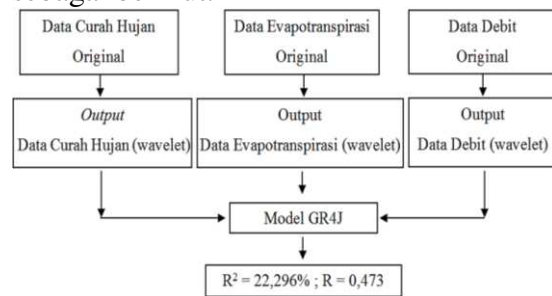 Data Curah Hujan
Original
Data Evapotranspirasi
Original
Data Debit
Original
Output
Data Curah Hujan (wavelet)
Output
Data Evapotranspirasi (wavelet)
Output
Data Debit (wavelet)
Model GR4J
R² = 22,296% ; R = 0,473